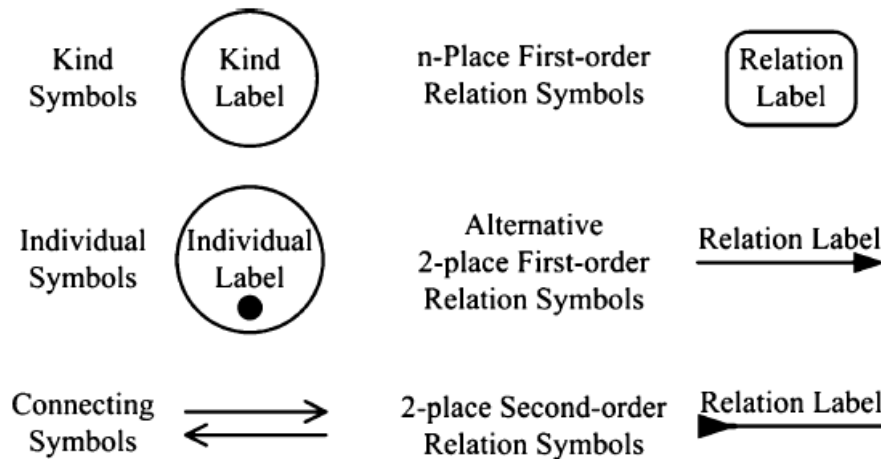 Kind
Symbols
Kind
Label
n-Place First-order
Relation Symbols
Relation
Label
Individual
Symbols
Individual
Label
Alternative
2-place First-order
Relation Symbols
Relation Label
Connecting
Symbols
2-place Second-order
Relation Symbols
Relation Label